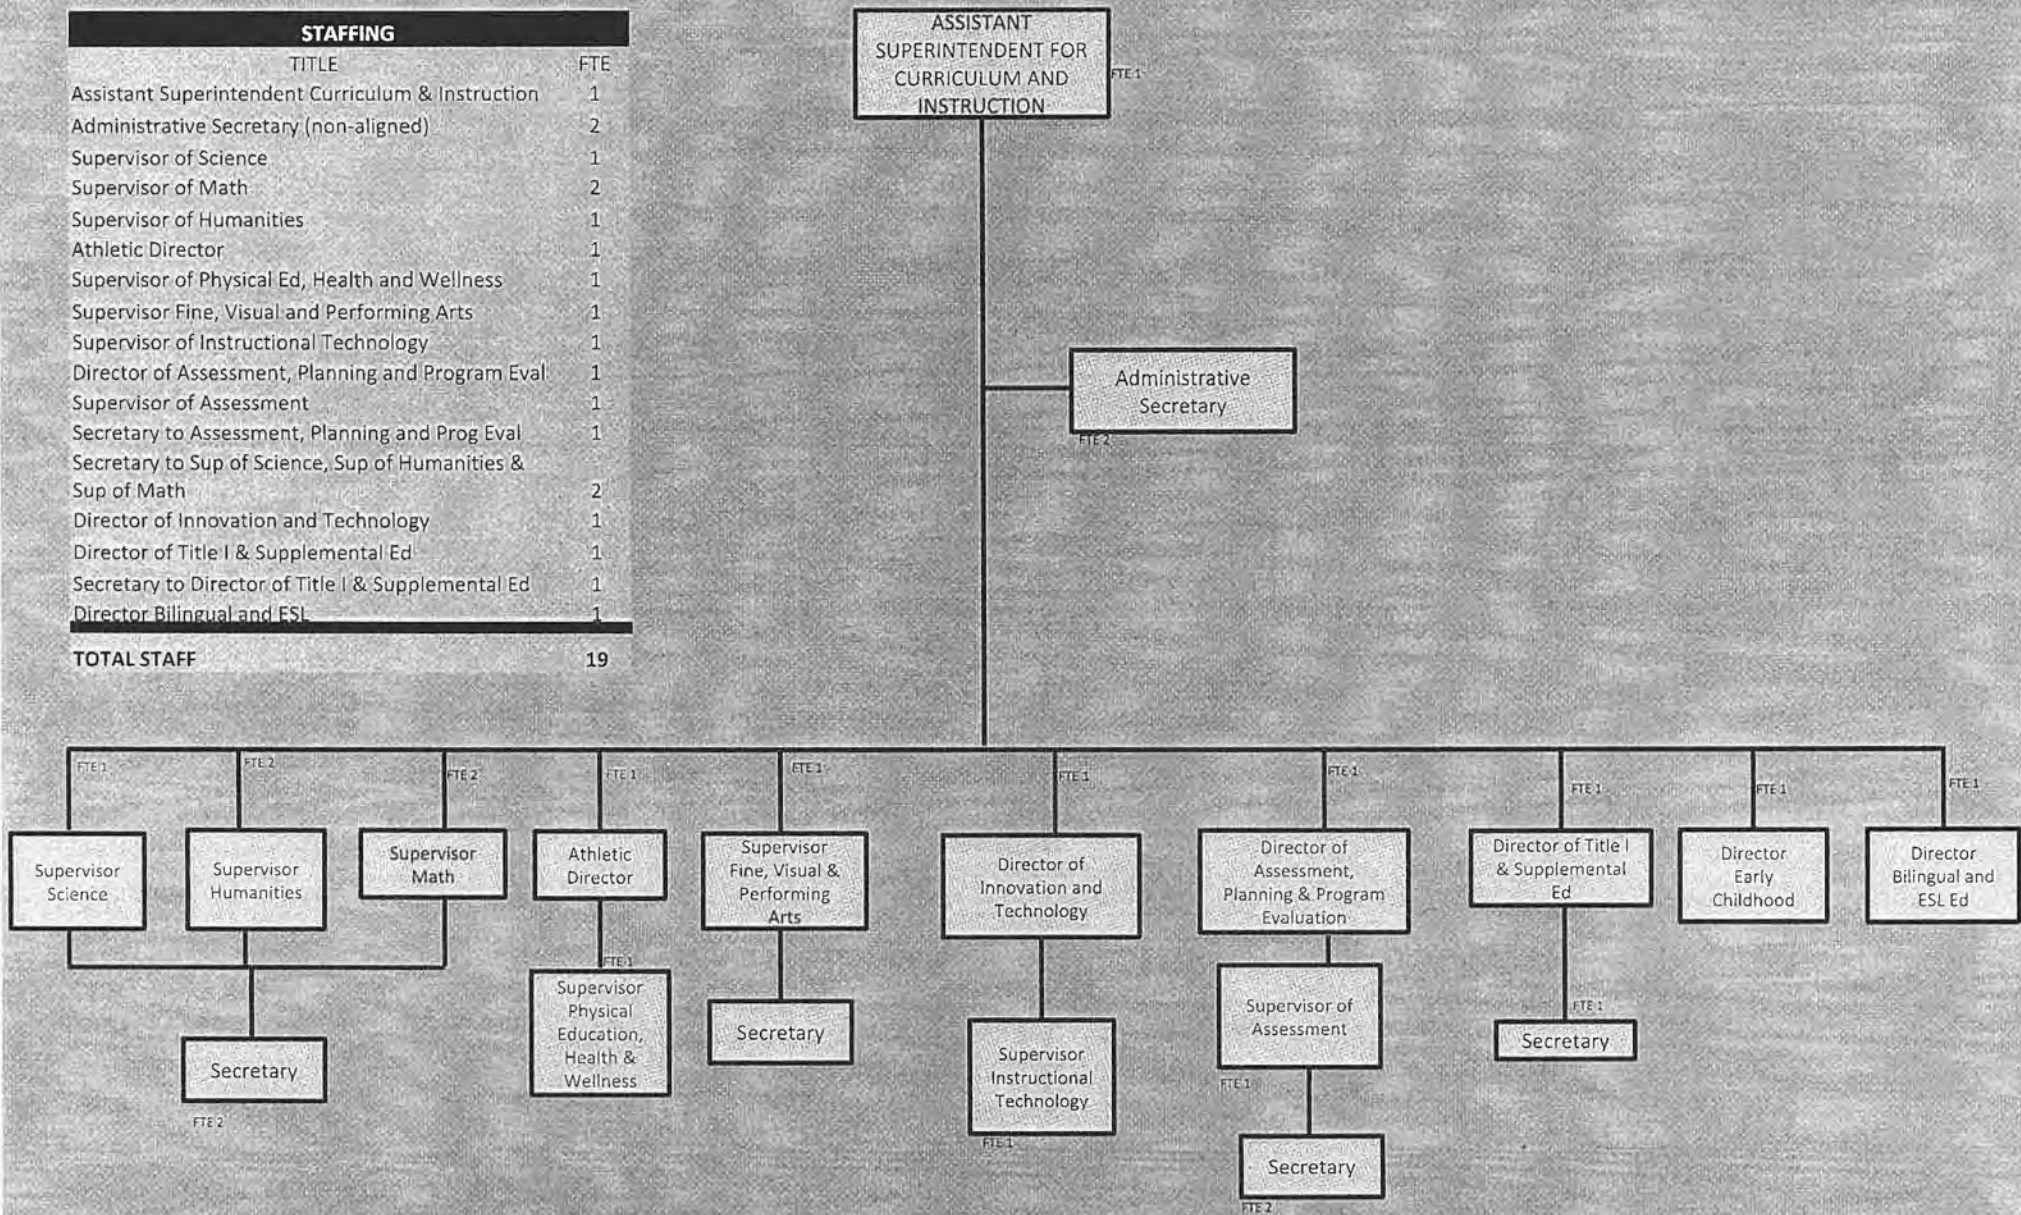 STAFFING
TITLE FTE
Assistant Superintendent Curriculum & Instruction 1
Administrative Secretary (non-aligned) 2
Supervisor of Science 1
Supervisor of Math 2
Supervisor of Humanities 1
Athletic Director 1
Supervisor of Physical Ed, Health and Wellness 1
Supervisor Fine, Visual and Performing Arts 1
Supervisor of Instructional Technology 1
Director of Assessment, Planning and Program Eval 1
Supervisor of Assessment 1
Secretary to Assessment, Planning and Prog Eval 1
Secretary to Sup of Science, Sup of Humanities &
Sup of Math 2
Director of Innovation and Technology 1
Director of Title I & Supplemental Ed 1
Secretary to Director of Title I & Supplemental Ed 1
Director Bilingual and ESL 1
TOTAL STAFF 19
ASSISTANT
SUPERINTENDENT FOR
CURRICULUM AND
INSTRUCTION
FTE 1
Administrative
Secretary
FTE 2
FTE 1
Supervisor
Science
FTE 2
Supervisor
Humanities
FTE 2
Supervisor
Math
Secretary
FTE 2
FTE 1
Athletic
Director
FTE 1
Supervisor
Physical
Education,
Health &
Wellness
FTE 1
Supervisor
Fine, Visual &
Performing
Arts
Secretary
FTE 1
Director of
Innovation and
Technology
Supervisor
Instructional
Technology
FTE 1
FTE 1
Director of
Assessment,
Planning & Program
Evaluation
Supervisor of
Assessment
FTE 1
Secretary
FTE 2
FTE 1
Director of Title I
& Supplemental
Ed
FTE 1
Secretary
FTE 1
Director
Early
Childhood
FTE 1
Director
Bilingual and
ESL Ed